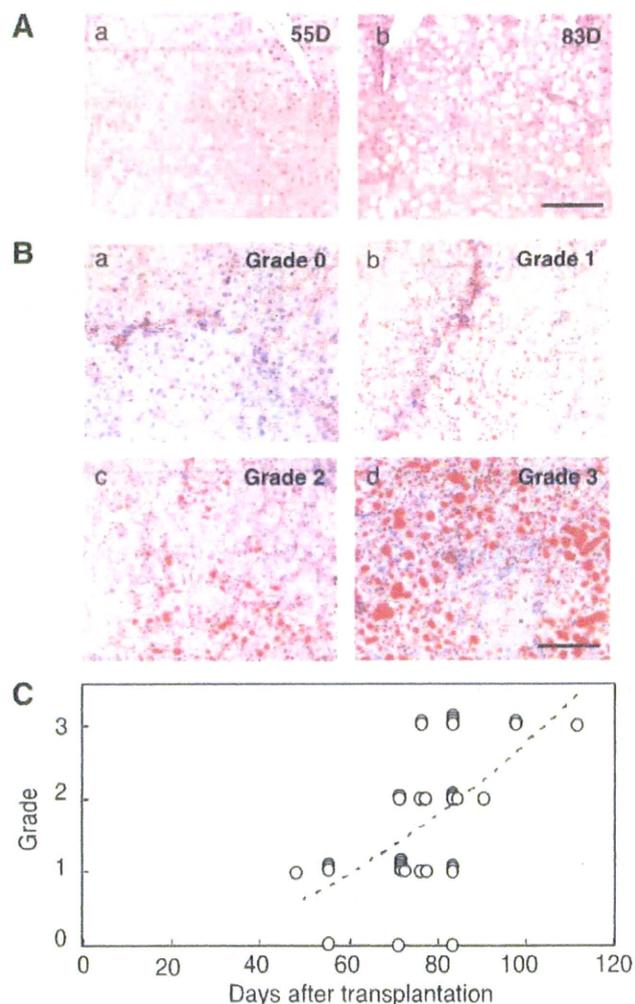 A
a 55D
b 83D
B
a Grade 0
b Grade 1
c Grade 2
d Grade 3
C
3
2
1
0
Grade
0 20 40 60 80 100 120
Days after transplantation